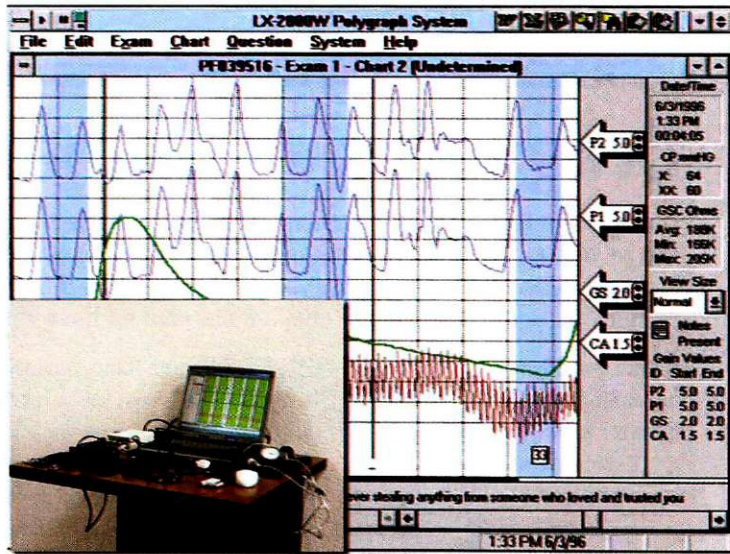 LX-2000W Polygraph System
File Edit Exam Chart Question System Help
PF039516 - Exam 1 - Chart 2 (Undetermined)
Date/Time
6/3/1996
1:33 PM
00:04:05
CP mmHG
X: 64
XX: 60
GSC Ohms
Avg: 188K
Min: 166K
Max: 205K
View Size
Normal
Notes
Present
Gain Values
ID Start End
P2 5.0 5.0
P1 5.0 5.0
GS 2.0 2.0
CA 1.5 1.5
P2 5.0
P1 5.0
GS 2.0
CA 1.5
33
ever stealing anything from someone who loved and trusted you
1:33 PM 6/3/96